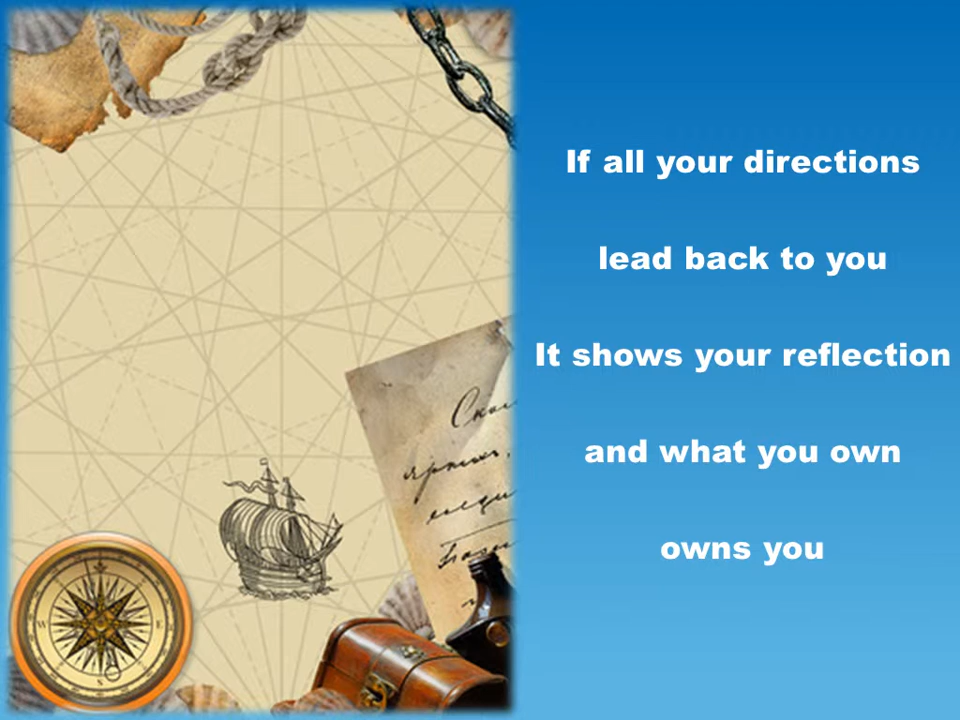 If all your directions
lead back to you
It shows your reflection
and what you own
owns you
W
E
S